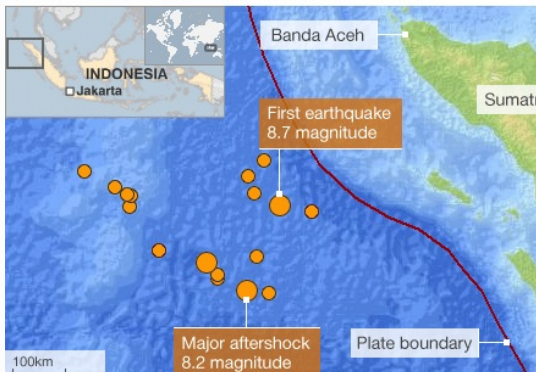 INDONESIA
Jakarta
Banda Aceh
Sumatr
First earthquake
8.7 magnitude
Major aftershock
8.2 magnitude
Plate boundary
100km